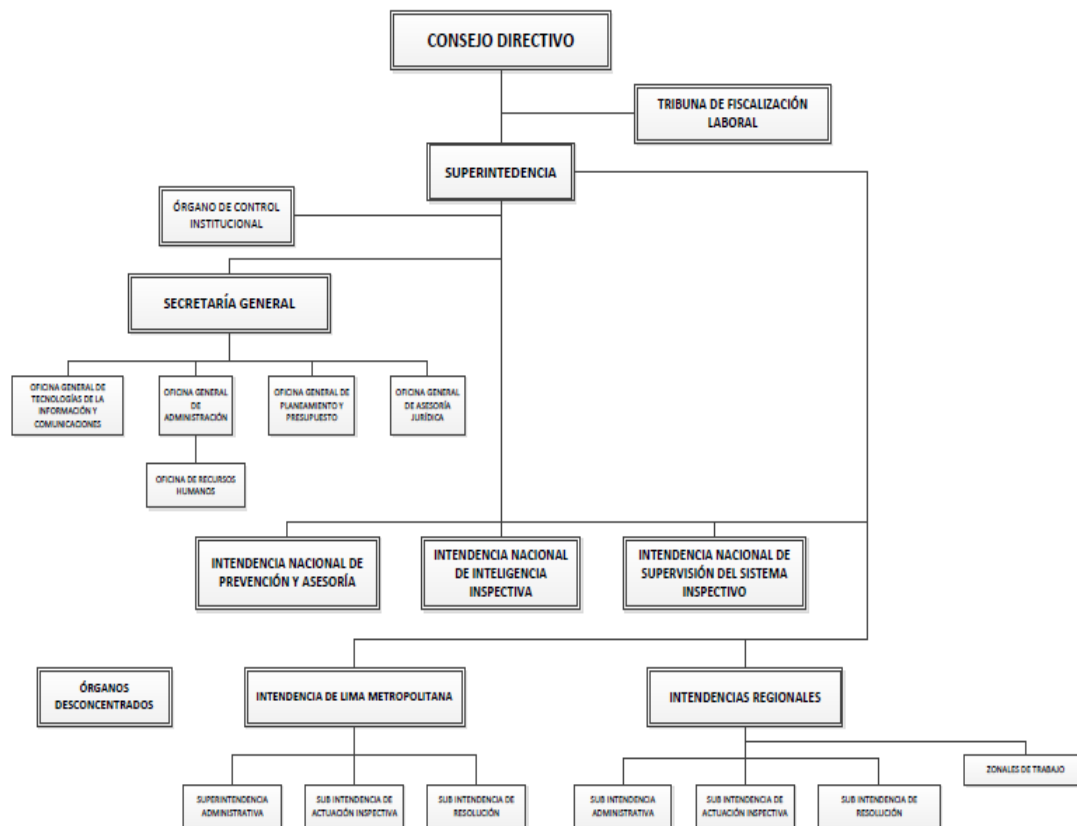 CONSEJO DIRECTIVO
TRIBUNA DE FISCALIZACIÓN
LABORAL
SUPERINTEDENCIA
ÓRGANO DE CONTROL
INSTITUCIONAL
SECRETARÍA GENERAL
OFICINA GENERAL DE
TECNOLOGÍAS DE LA
INFORMACIÓN Y
COMUNICACIONES
OFICINA GENERAL
DE
ADMINISTRACIÓN
OFICINA GENERAL DE
PLANEAMIENTO Y
PRESUPUESTO
OFICINA GENERAL
DE ASESORÍA
JURÍDICA
OFICINA DE RECURSOS
HUMANOS
INTENDENCIA NACIONAL DE
PREVENCIÓN Y ASESORÍA
INTENDENCIA NACIONAL
DE INTELIGENCIA
INSPECTIVA
INTENDENCIA NACIONAL DE
SUPERVISIÓN DEL SISTEMA
INSPECTIVO
ÓRGANOS
DESCONCENTRADOS
INTENDENCIA DE LIMA METROPOLITANA
INTENDENCIAS REGIONALES
ZONALES DE TRABAJO
SUPERINTENDENCIA
ADMINISTRATIVA
SUB INTENDENCIA DE
ACTUACIÓN INSPECTIVA
SUB INTENDENCIA DE
RESOLUCIÓN
SUB INTENDENCIA
ADMINISTRATIVA
SUB INTENDENCIA DE
ACTUACIÓN INSPECTIVA
SUB INTENDENCIA DE
RESOLUCIÓN